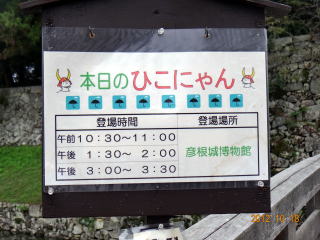 本日のひこにゃん
登場時間 登場場所
午前10:30～11:00
午後 1:30～ 2:00 彦根城博物館
午後 3:00～ 3:30
2012 10 18